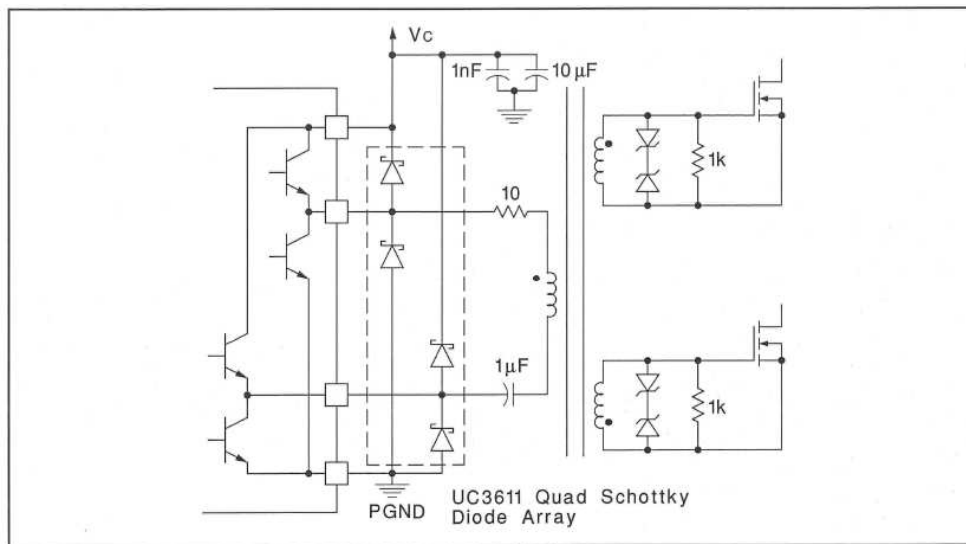 Vc
1nF
10 µF
1k
10
1µF
1k
PGND
UC3611 Quad Schottky
Diode Array